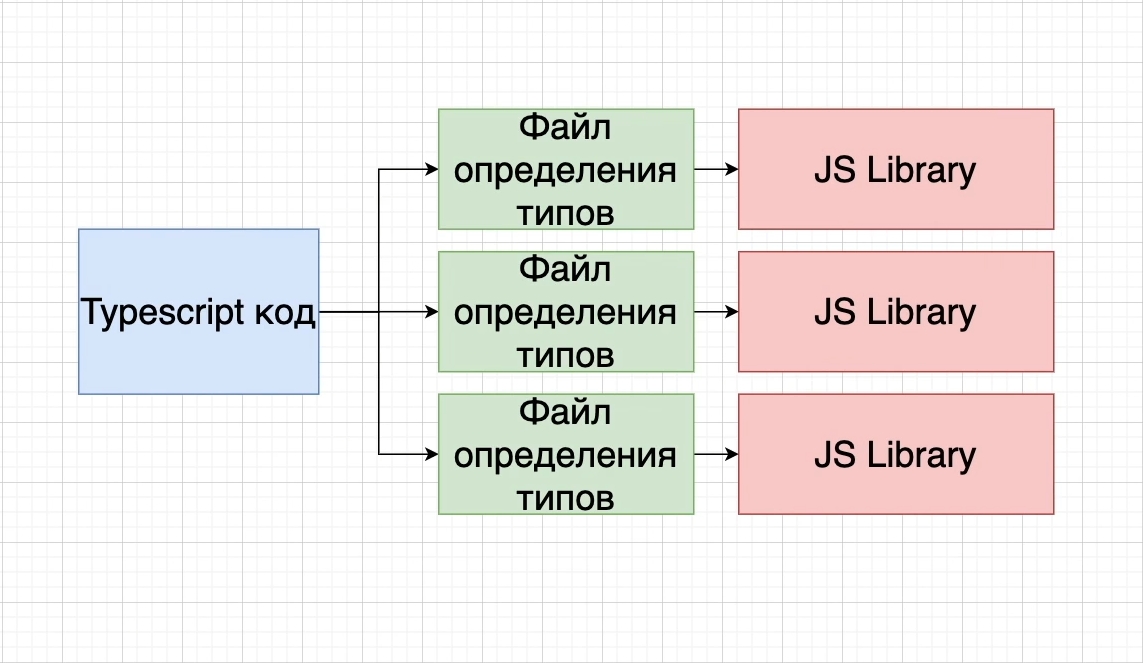 Typescript код
Файл
определения
типов
JS Library
Файл
определения
типов
JS Library
Файл
определения
типов
JS Library